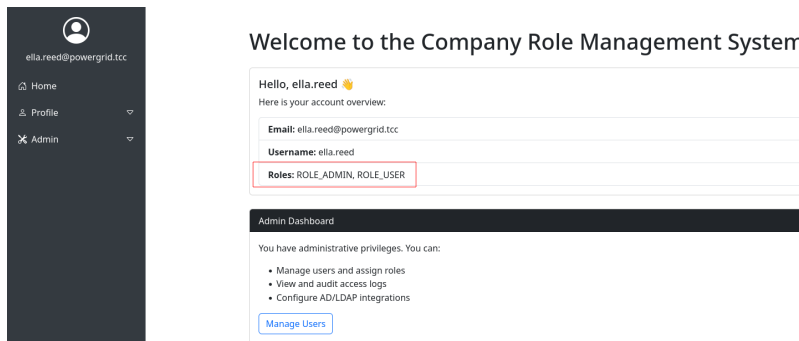 ella.reed@powergrid.tcc
Home
Profile
Admin
Welcome to the Company Role Management System
Hello, ella.reed 👋
Here is your account overview:
Email: ella.reed@powergrid.tcc
Username: ella.reed
Roles: ROLE_ADMIN, ROLE_USER
Admin Dashboard
You have administrative privileges. You can:
• Manage users and assign roles
• View and audit access logs
• Configure AD/LDAP integrations
Manage Users